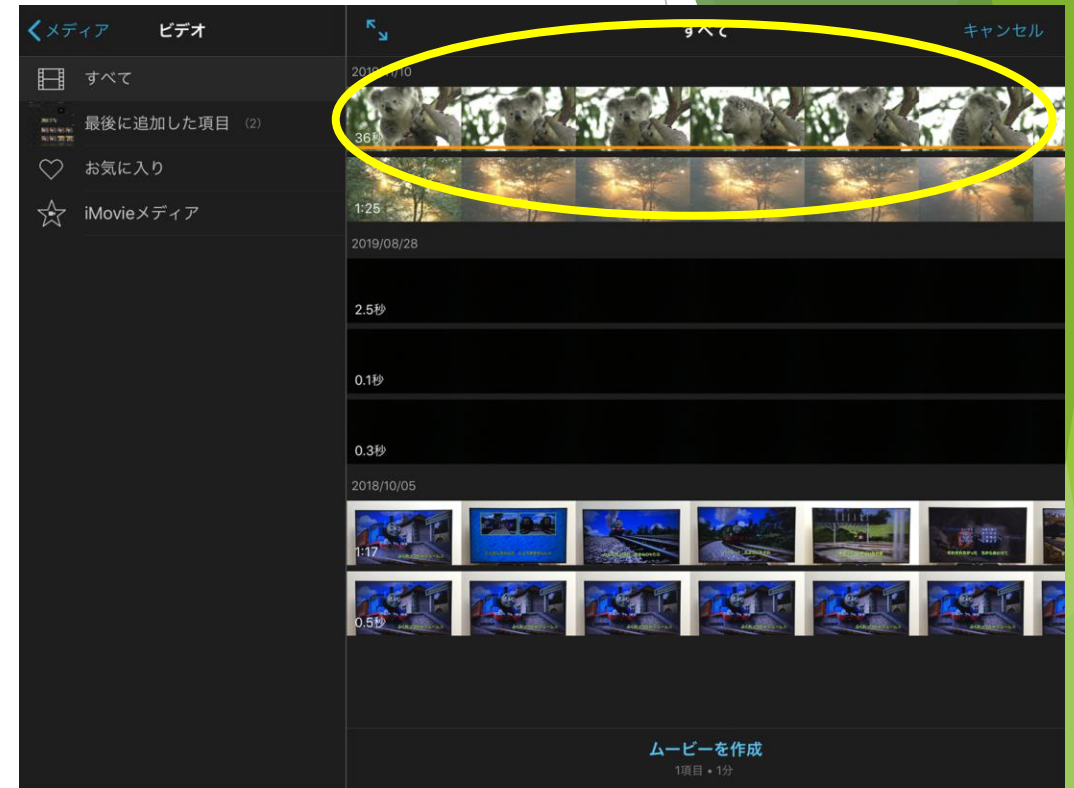 メディア
ビデオ
すべて
キャンセル
すべて
最後に追加した項目 (2)
お気に入り
iMovieメディア
36秒
1:25
2019/08/28
2.5秒
0.1秒
0.3秒
2018/10/05
1:17
0.5秒
ムービーを作成
1項目 • 1分